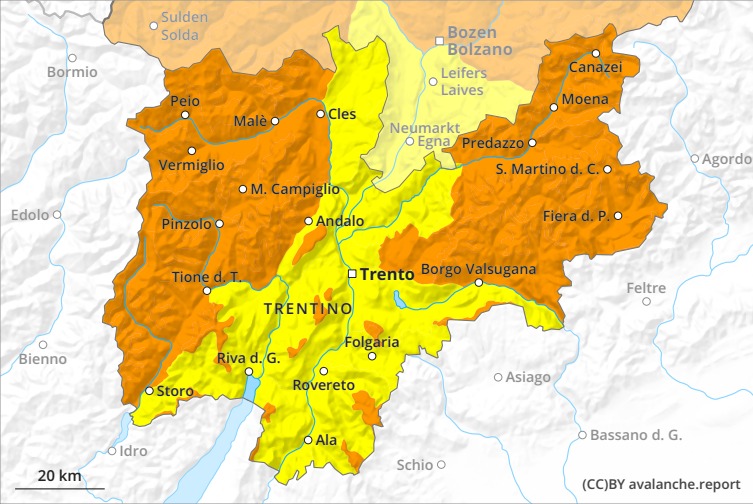 Sulden
Solda
Bozen
Bolzano
Bormio
Canazei
Leifers
Laives
Peio
Moena
Malè
Cles
Neumarkt
Egna
Predazzo
Vermiglio
Agordo
S. Martino d. C.
M. Campiglio
Edolo
Pinzolo
Andalo
Fiera d. P.
Tione d. T.
Trento
Borgo Valsugana
Feltre
TRENTINO
Folgaria
Bieno
Riva d. G.
Rovereto
Asiago
Storo
Ala
Bassano d. G.
Idro
Schio
20 km
(CC)BY avalanche.report